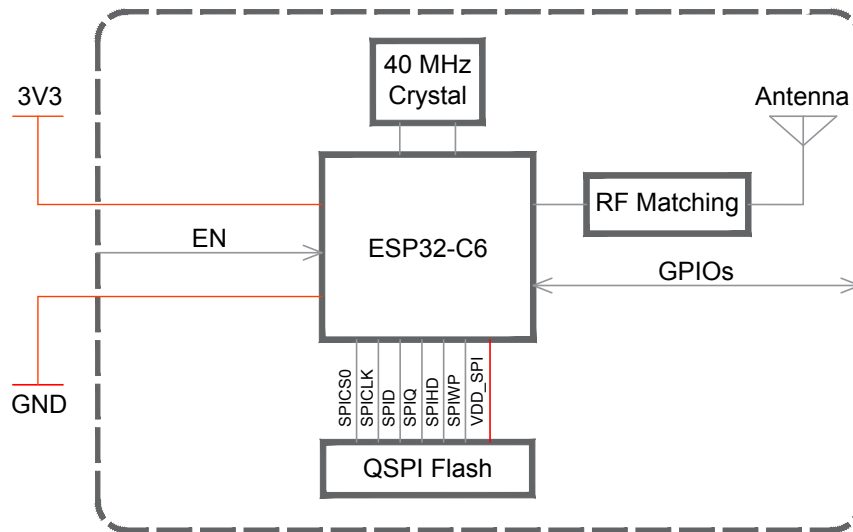 40 MHz
Crystal
3V3
Antenna
RF Matching
EN
ESP32-C6
GPIOs
GND
SPICS0
SPICLK
SPID
SPIQ
SPIHD
SPIWP
VDD_SPI
QSPI Flash